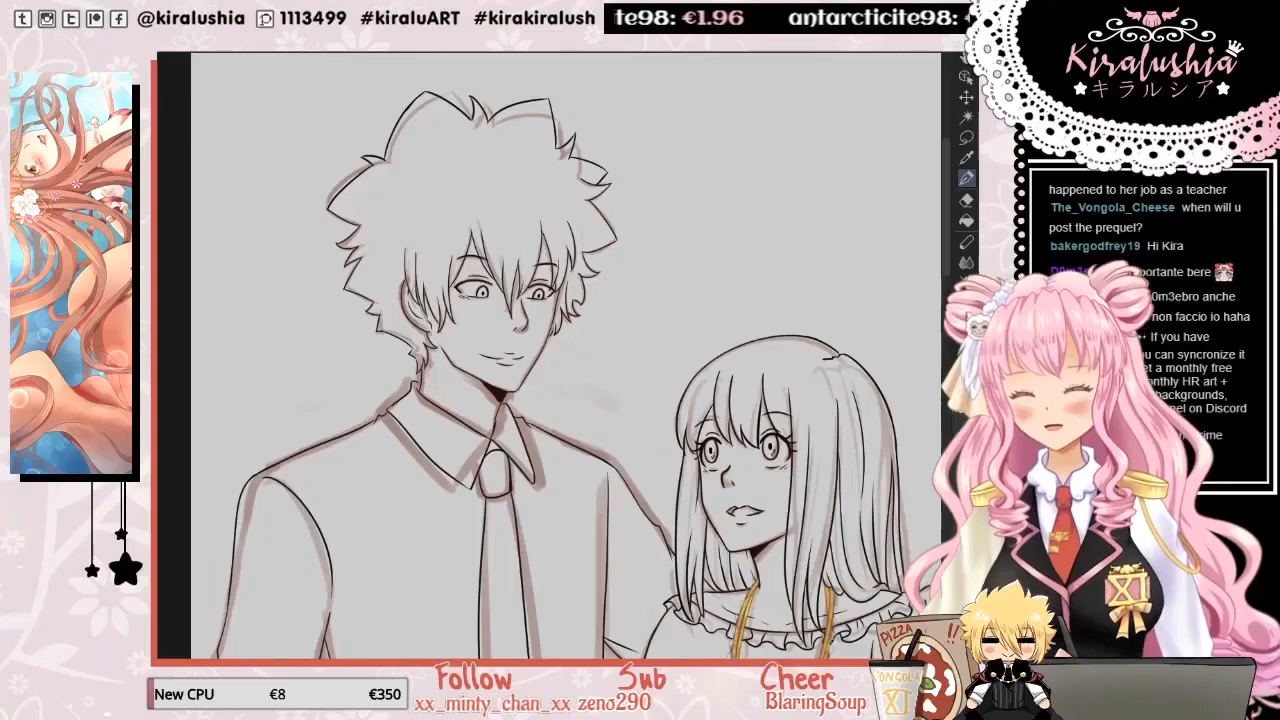 @kiralushia 1113499 #kiraluART #kirakiralush
te98: €1.96 antarcticite98:
Kiralushia
キラルシア
happened to her job as a teacher
The_Vongola_Cheese when will u
post the prequel?
bakergodfrey19 Hi Kira
portante bere
0m3ebro anche
non faccio io haha
If you have
can syncronize it
et a monthly free
onthly HR art +
backgrounds,
nel on Discord
PIZZA !!
ONGOLA
XI
XI
Follow Sub Cheer
xx_minty_chan_xx zeno290 BlaringSoup
New CPU €8 €350